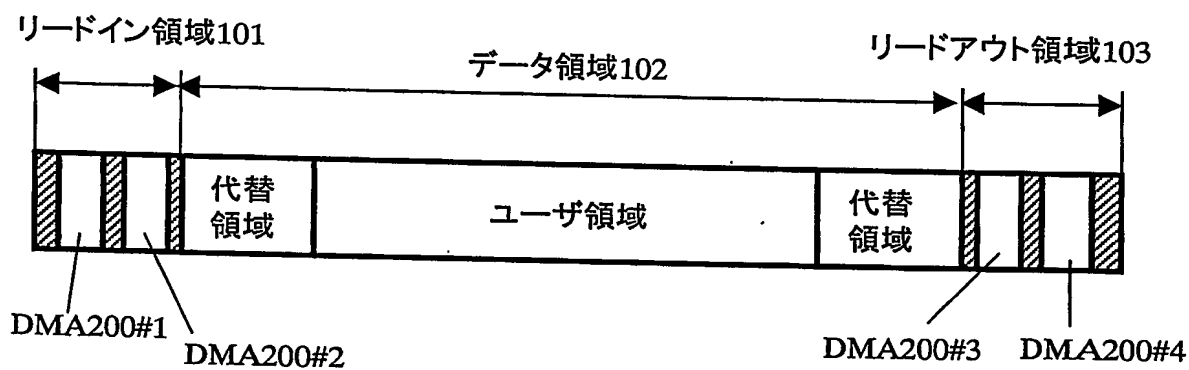 リードイン領域101
データ領域102
リードアウト領域103
代替
領域
ユーザ領域
代替
領域
DMA200#1
DMA200#2
DMA200#3
DMA200#4